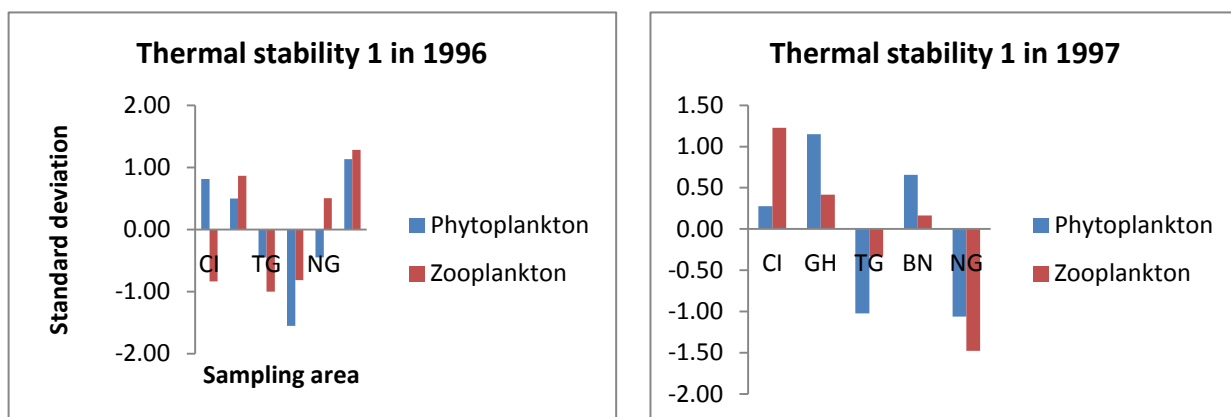 Thermal stability 1 in 1996
Standard deviation
2.00
1.00
0.00
-1.00
-2.00
CI TG NG
Sampling area
Phytoplankton
Zooplankton
Thermal stability 1 in 1997
1.50
1.00
0.50
0.00
-0.50
-1.00
-1.50
-2.00
CI GH TG BN NG
Phytoplankton
Zooplankton